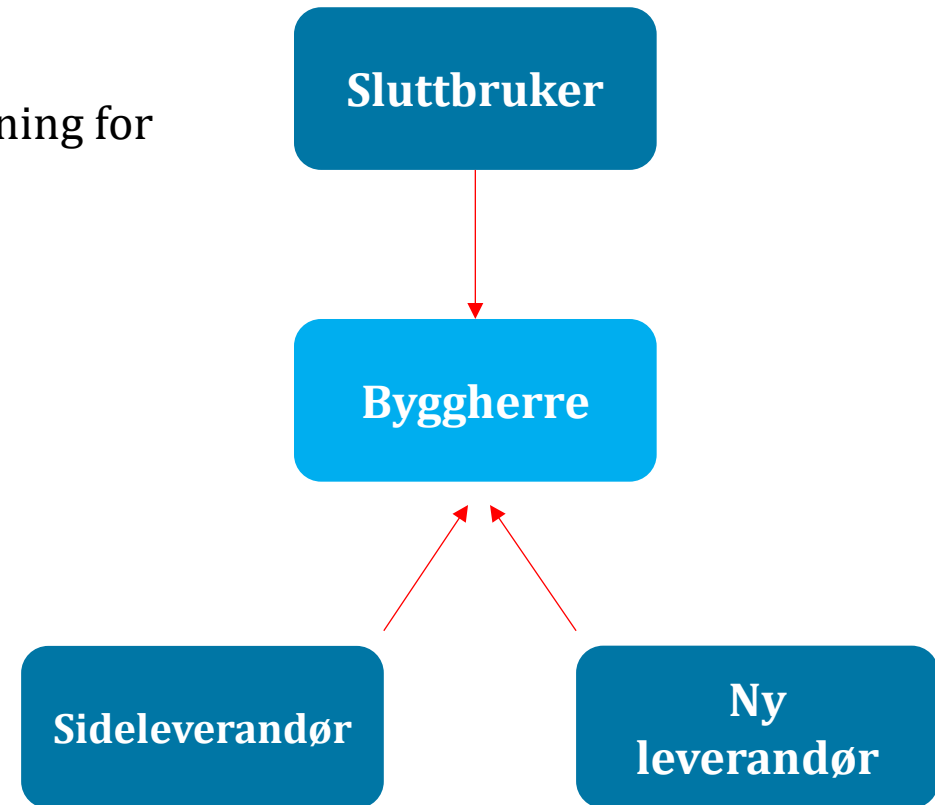 Sluttbruker
ning for
Byggherre
Sideleverandør
Ny
leverandør